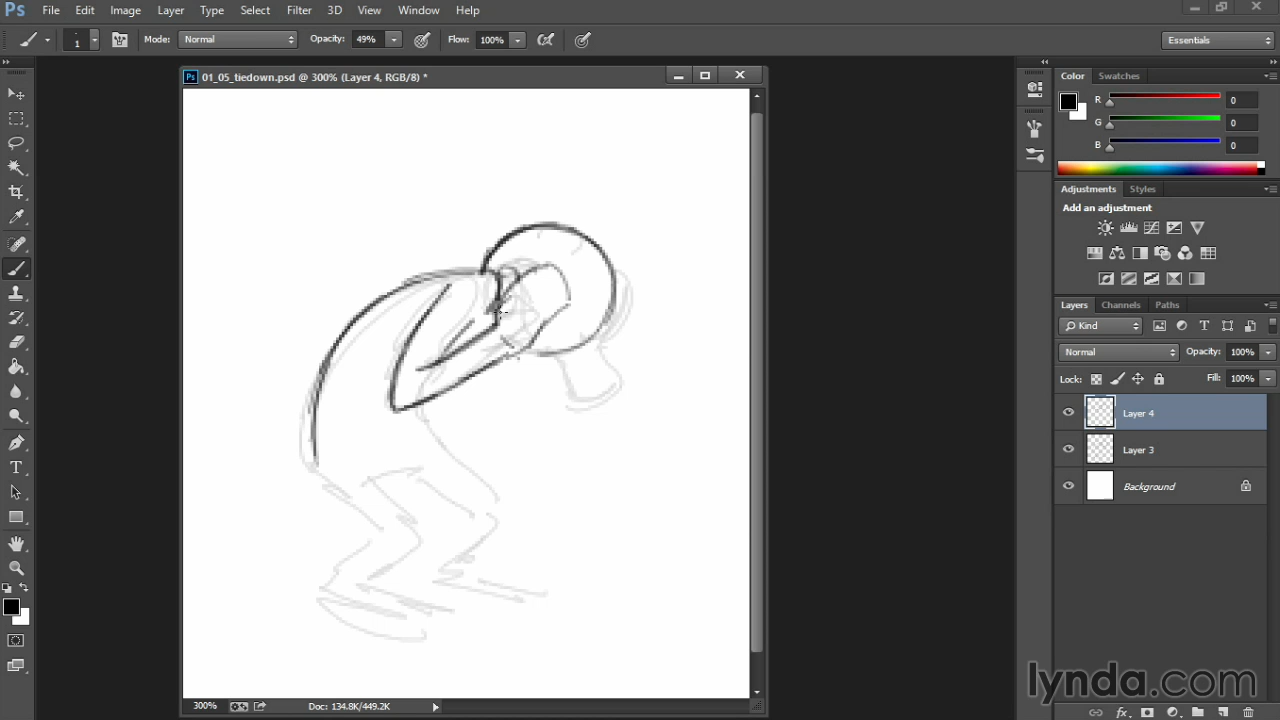 Ps File Edit Image Layer Type Select Filter 3D View Window Help
1 Mode: Normal Opacity: 49% Flow: 100% Essentials
Ps 01_05_tiedown.psd @ 300% (Layer 4, RGB/8) *
Color Swatches
R 0
G 0
B 0
Adjustments Styles
Add an adjustment
Layers Channels Paths
Kind
Normal Opacity: 100%
Lock: Fill: 100%
Layer 4
Layer 3
Background
T
300% Doc: 134.8K/449.2K
lynda.com
fx